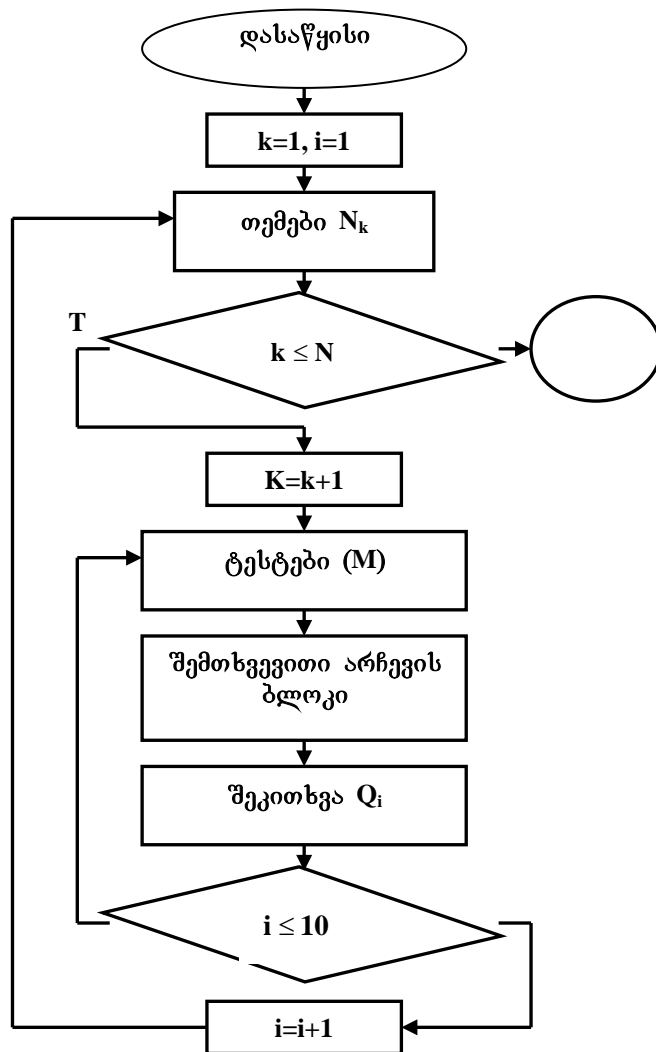 დასაწყისი
k=1, i=1
თემები Nk
T
k ≤ N
K=k+1
ტესტები (M)
შემთხვევითი არჩევის
ბლოკი
შეკითხვა Qi
i ≤ 10
i=i+1